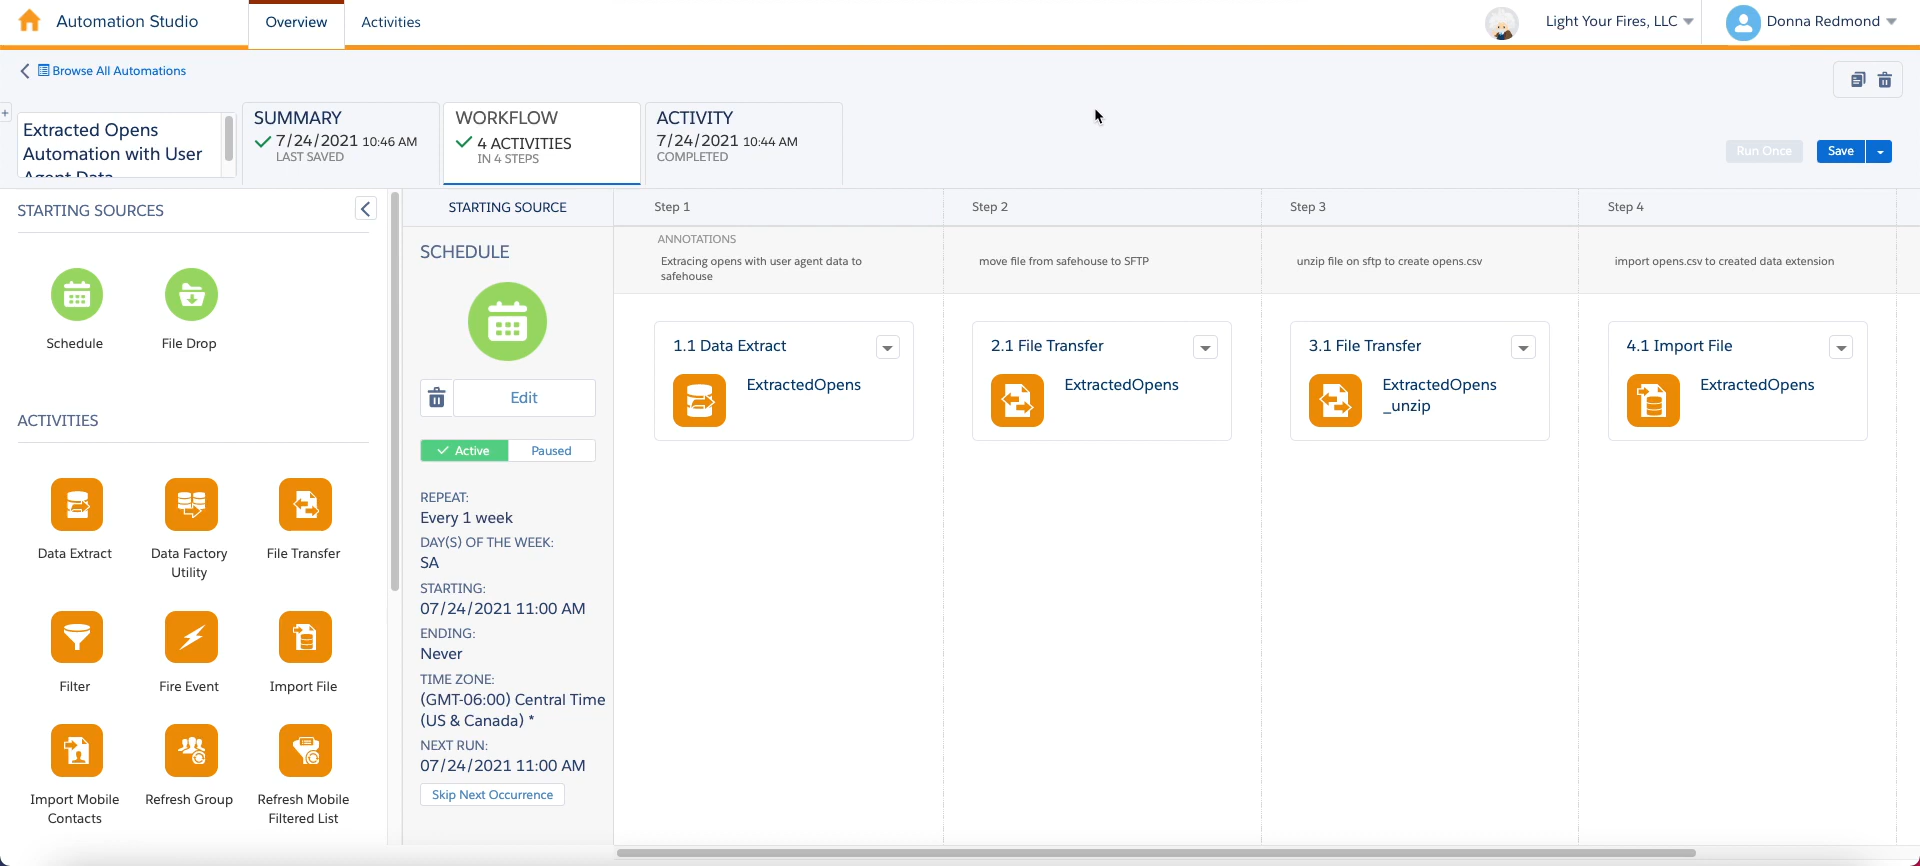 Automation Studio
Overview
Activities
Light Your Fires, LLC
Donna Redmond
Browse All Automations
+
Extracted Opens
Automation with User
Agent Data
SUMMARY
7/24/2021 10:46 AM
LAST SAVED
WORKFLOW
4 ACTIVITIES
IN 4 STEPS
ACTIVITY
7/24/2021 10:44 AM
COMPLETED
Run Once
Save
STARTING SOURCES
Schedule
File Drop
ACTIVITIES
Data Extract
Data Factory
Utility
File Transfer
Filter
Fire Event
Import File
Import Mobile
Contacts
Refresh Group
Refresh Mobile
Filtered List
STARTING SOURCE
SCHEDULE
Edit
Active
Paused
REPEAT:
Every 1 week
DAY(S) OF THE WEEK:
SA
STARTING:
07/24/2021 11:00 AM
ENDING:
Never
TIME ZONE:
(GMT-06:00) Central Time
(US & Canada) *
NEXT RUN:
07/24/2021 11:00 AM
Skip Next Occurrence
Step 1
ANNOTATIONS
Extracing opens with user agent data to
safehouse
1.1 Data Extract
ExtractedOpens
Step 2
move file from safehouse to SFTP
2.1 File Transfer
ExtractedOpens
Step 3
unzip file on sftp to create opens.csv
3.1 File Transfer
ExtractedOpens
_unzip
Step 4
import opens.csv to created data extension
4.1 Import File
ExtractedOpens